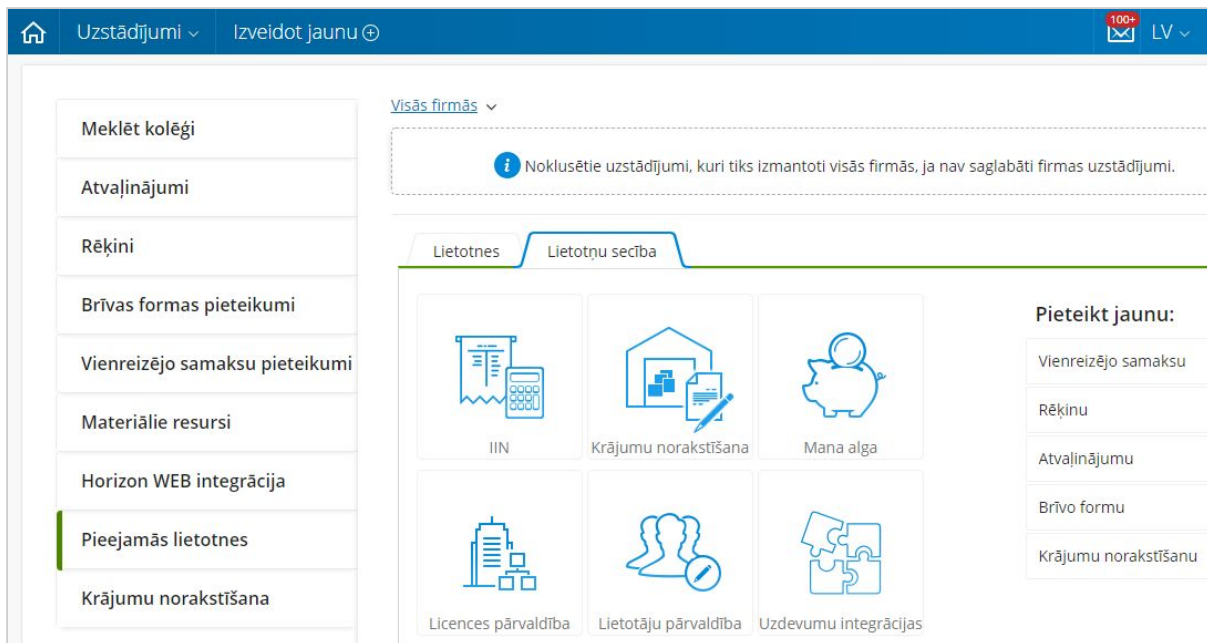 Uzstādījumi
Izveidot jaunu
100+
LV
Meklēt kolēģi
Atvaļinājumi
Rēķini
Brīvas formas pieteikumi
Vienreizējo samaksu pieteikumi
Materiālie resursi
Horizon WEB integrācija
Pieejamās lietotnes
Krājumu norakstīšana
Visās firmās
i Noklusētie uzstādījumi, kuri tiks izmantoti visās firmās, ja nav saglabāti firmas uzstādījumi.
Lietotnes
Lietotņu secība
IIN
Krājumu norakstīšana
Mana alga
Licences pārvaldība
Lietotāju pārvaldība
Uzdevumu integrācijas
Pieteikt jaunu:
Vienreizējo samaksu
Rēķinu
Atvaļinājumu
Brīvo formu
Krājumu norakstīšanu